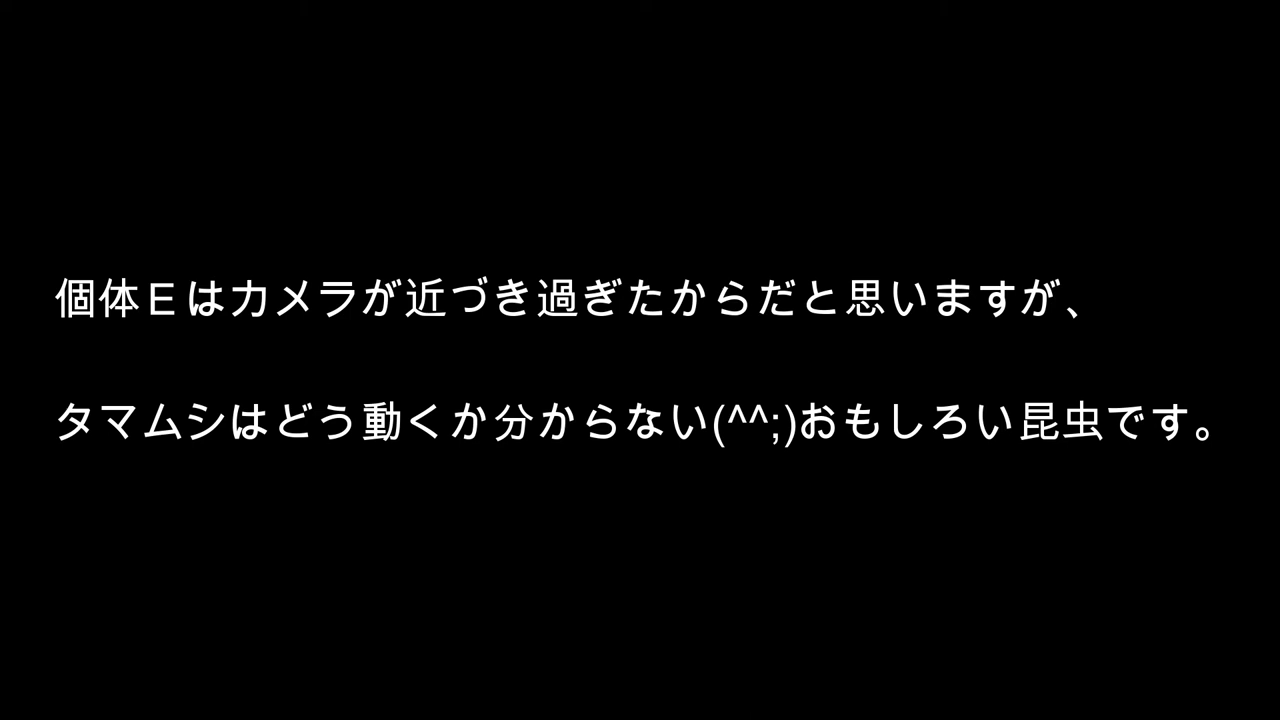 個体Ｅはカメラが近づき過ぎたからだと思いますが、
タマムシはどう動くか分からない(^^;)おもしろい昆虫です。